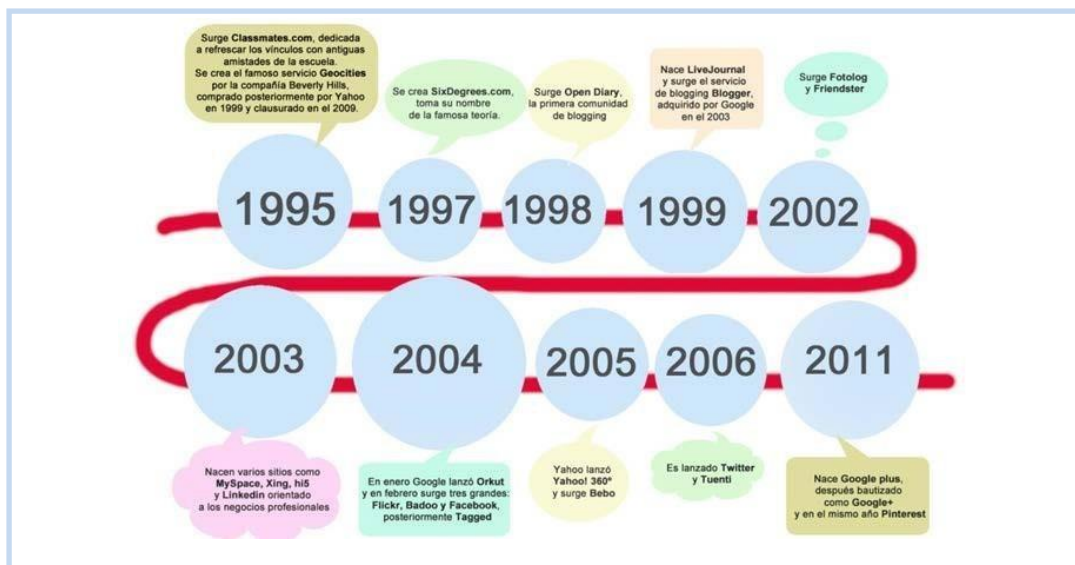 Surge Classmates.com, dedicada
a refrescar los vínculos con antiguas
amistades de la escuela.
Se crea el famoso servicio Geocities
por la compañía Beverly Hills,
comprado posteriormente por Yahoo
en 1999 y clausurado en el 2009.
Se crea SixDegrees.com,
toma su nombre
de la famosa teoría.
Surge Open Diary,
la primera comunidad
de blogging
Nace LiveJournal
y surge el servicio
de blogging Blogger,
adquirido por Google
en el 2003
Surge Fotolog
y Friendster
1995
1997
1998
1999
2002
2003
2004
2005
2006
2011
Nacen varios sitios como
MySpace, Xing, hi5
y Linkedin orientado
a los negocios profesionales
En enero Google lanzó Orkut
y en febrero surge tres grandes:
Flickr, Badoo y Facebook,
posteriormente Tagged
Yahoo lanzó
Yahoo! 360º
y surge Bebo
Es lanzado Twitter
y Tuenti
Nace Google plus,
después bautizado
como Google+
y en el mismo año Pinterest